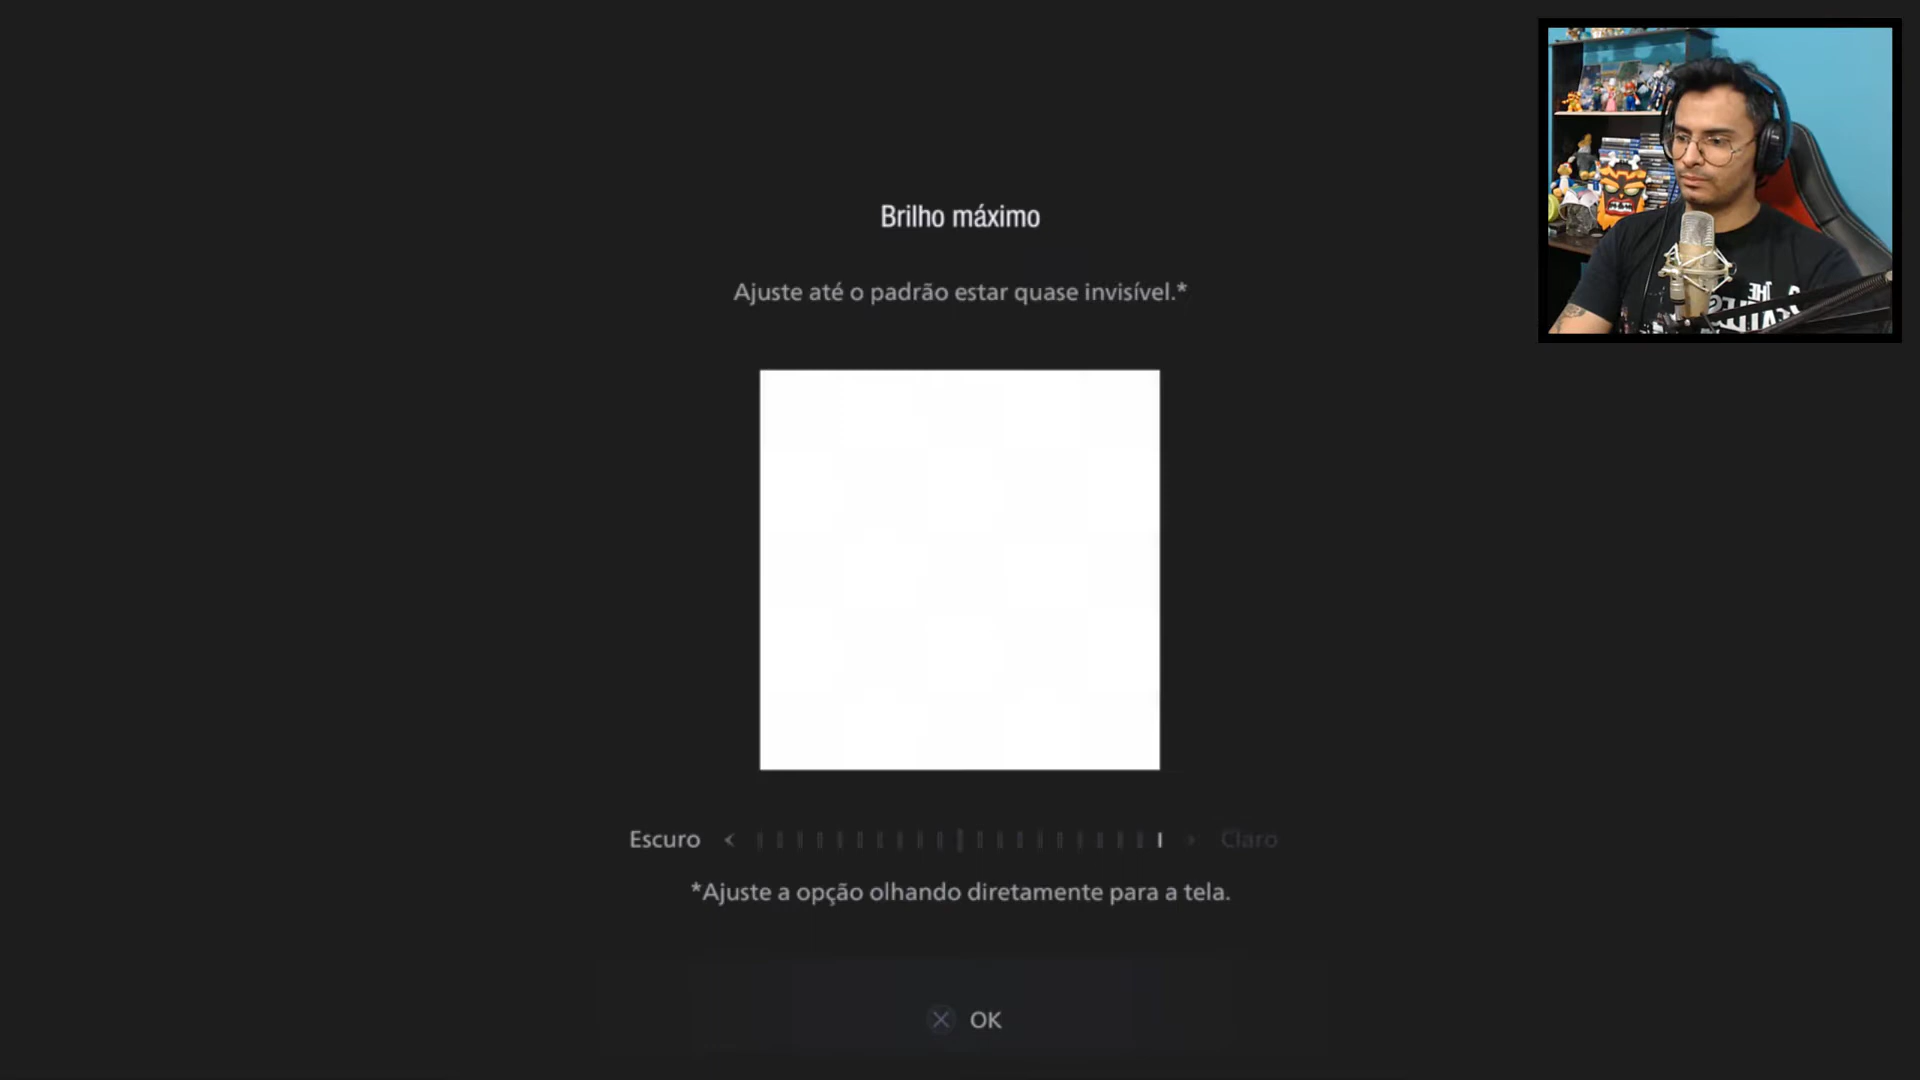 Brilho máximo
Ajuste até o padrão estar quase invisível.*
Escuro
Claro
*Ajuste a opção olhando diretamente para a tela.
OK